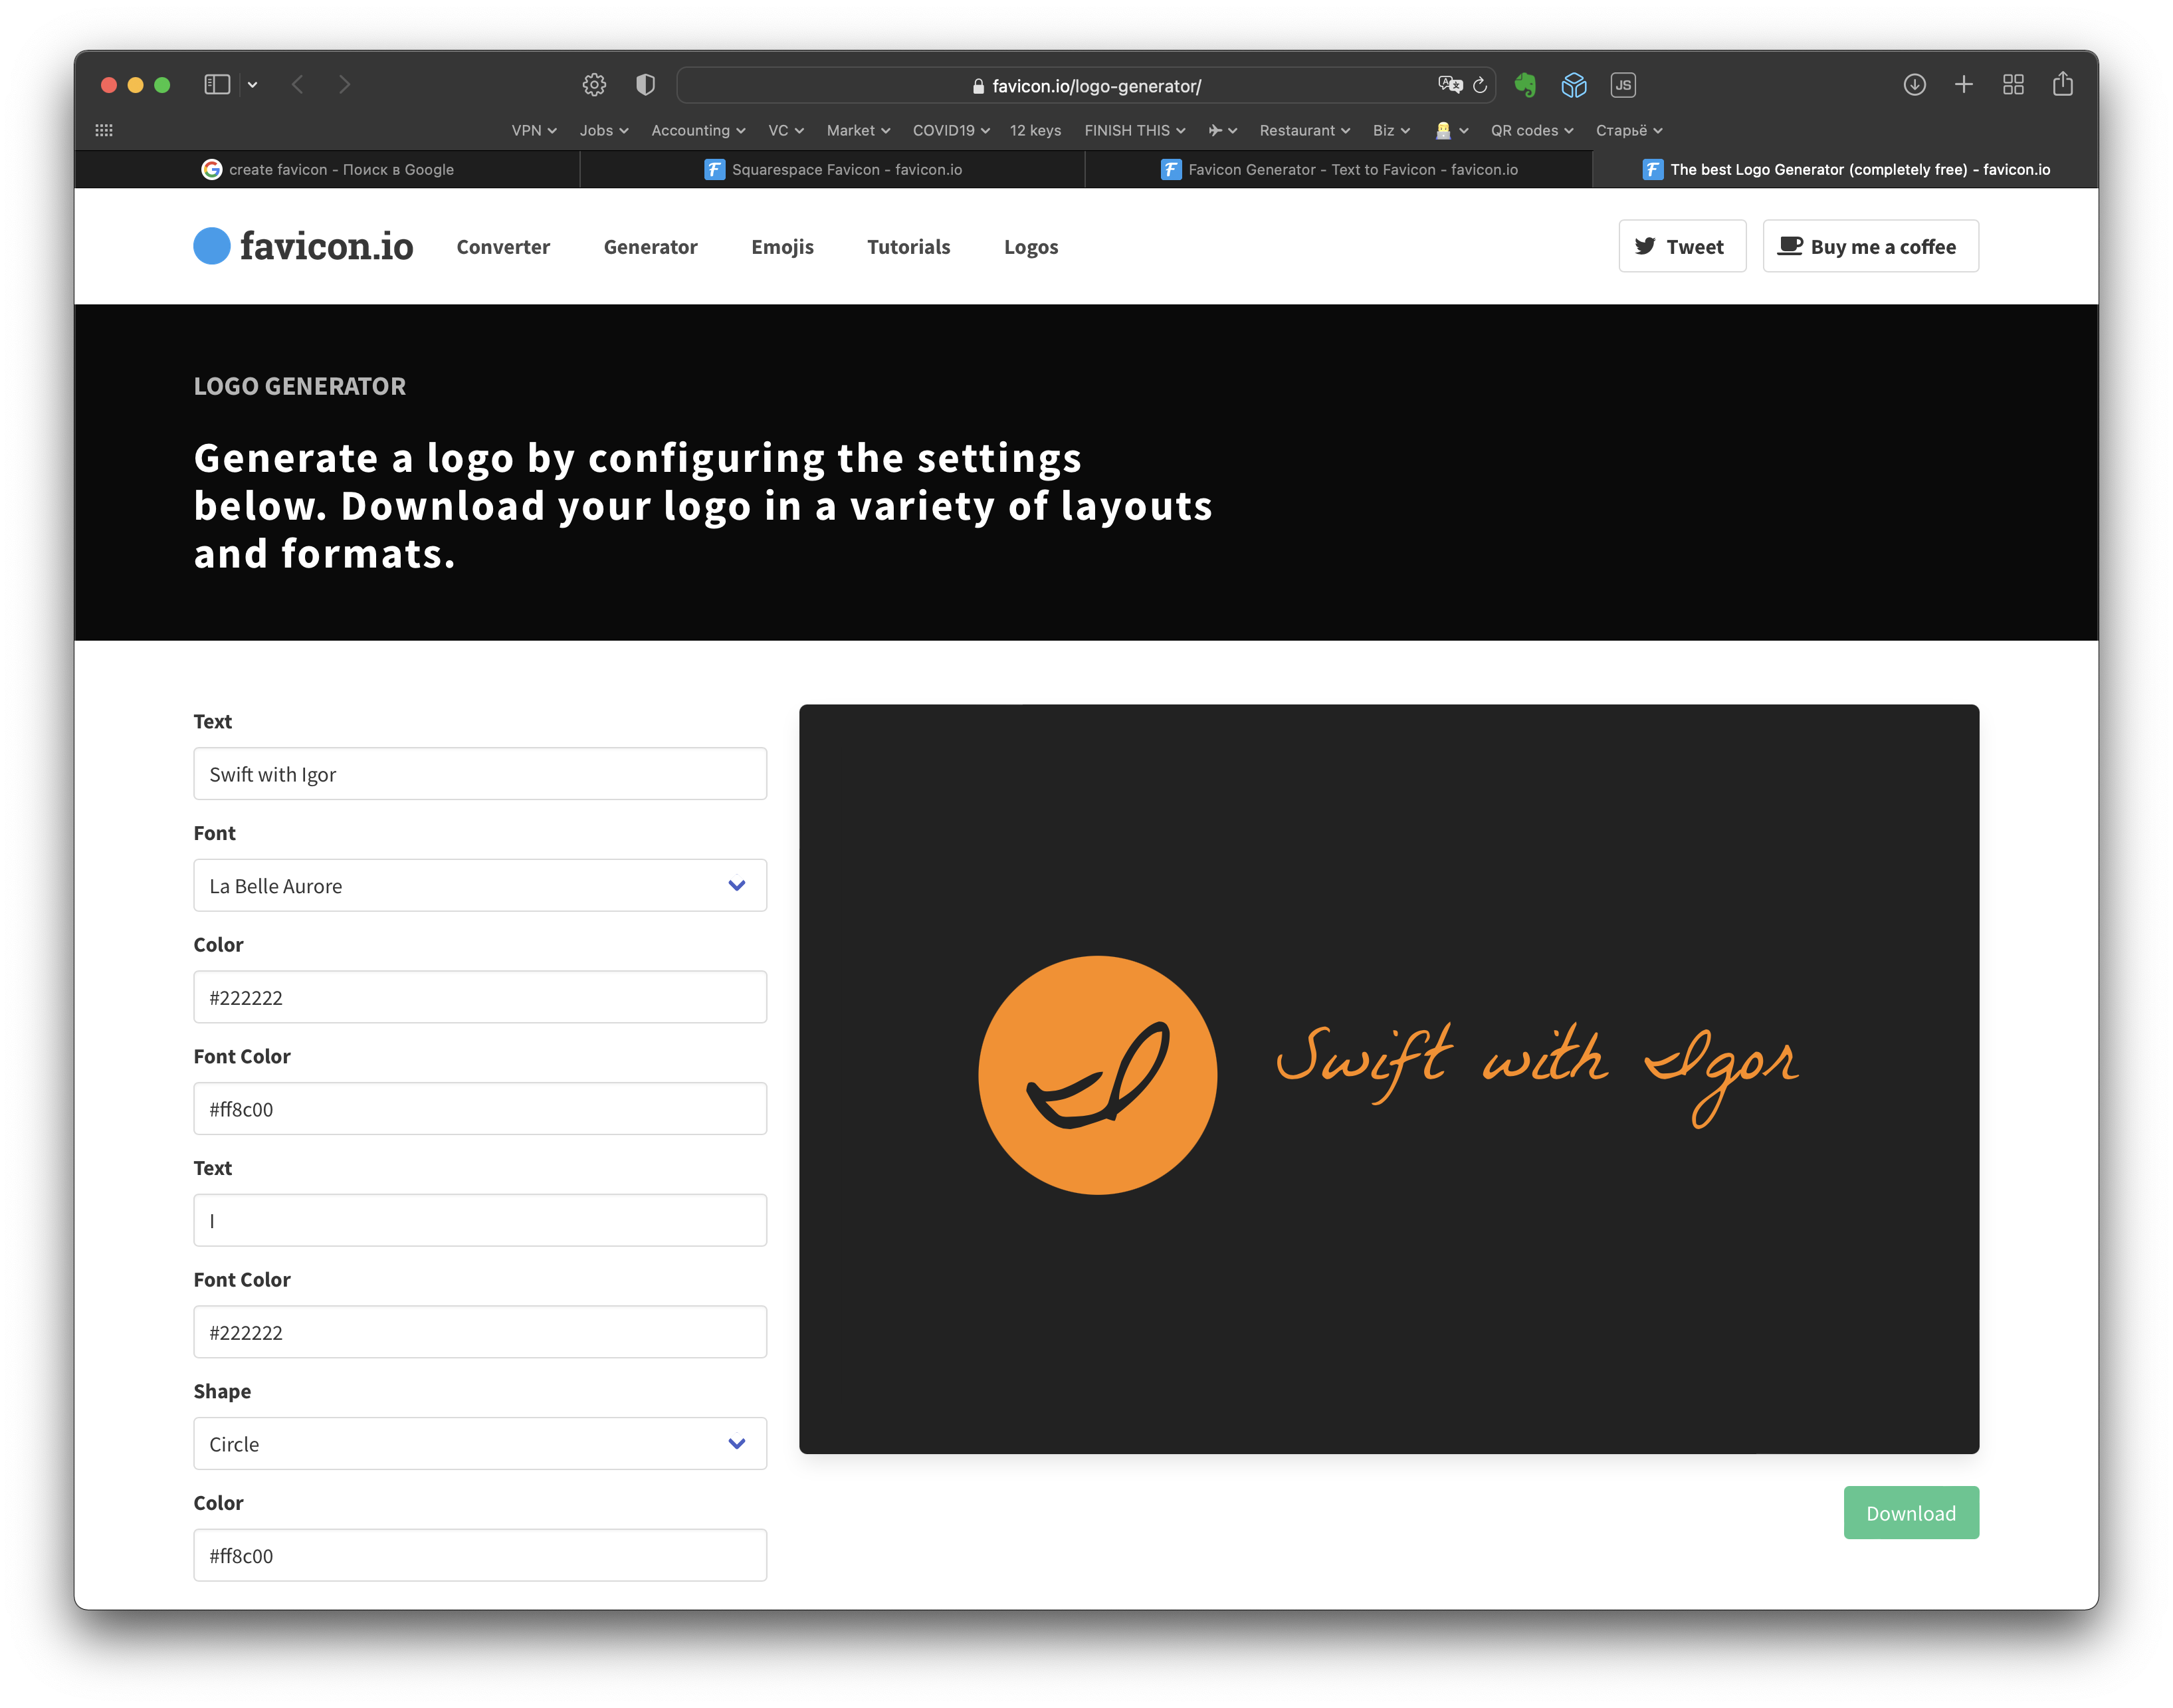 favicon.io/logo-generator/
JS
VPN Jobs Accounting VC Market COVID19 12 keys FINISH THIS Restaurant Biz QR codes Старьё
create favicon - Поиск в Google
Squarespace Favicon - favicon.io
Favicon Generator - Text to Favicon - favicon.io
The best Logo Generator (completely free) - favicon.io
favicon.io Converter Generator Emojis Tutorials Logos Tweet Buy me a coffee
LOGO GENERATOR
Generate a logo by configuring the settings
below. Download your logo in a variety of layouts
and formats.
Text
Swift with Igor
Font
La Belle Aurore
Color
#222222
Font Color
#ff8c00
Text
I
Font Color
#222222
Shape
Circle
Color
#ff8c00
I
Swift with Igor
Download